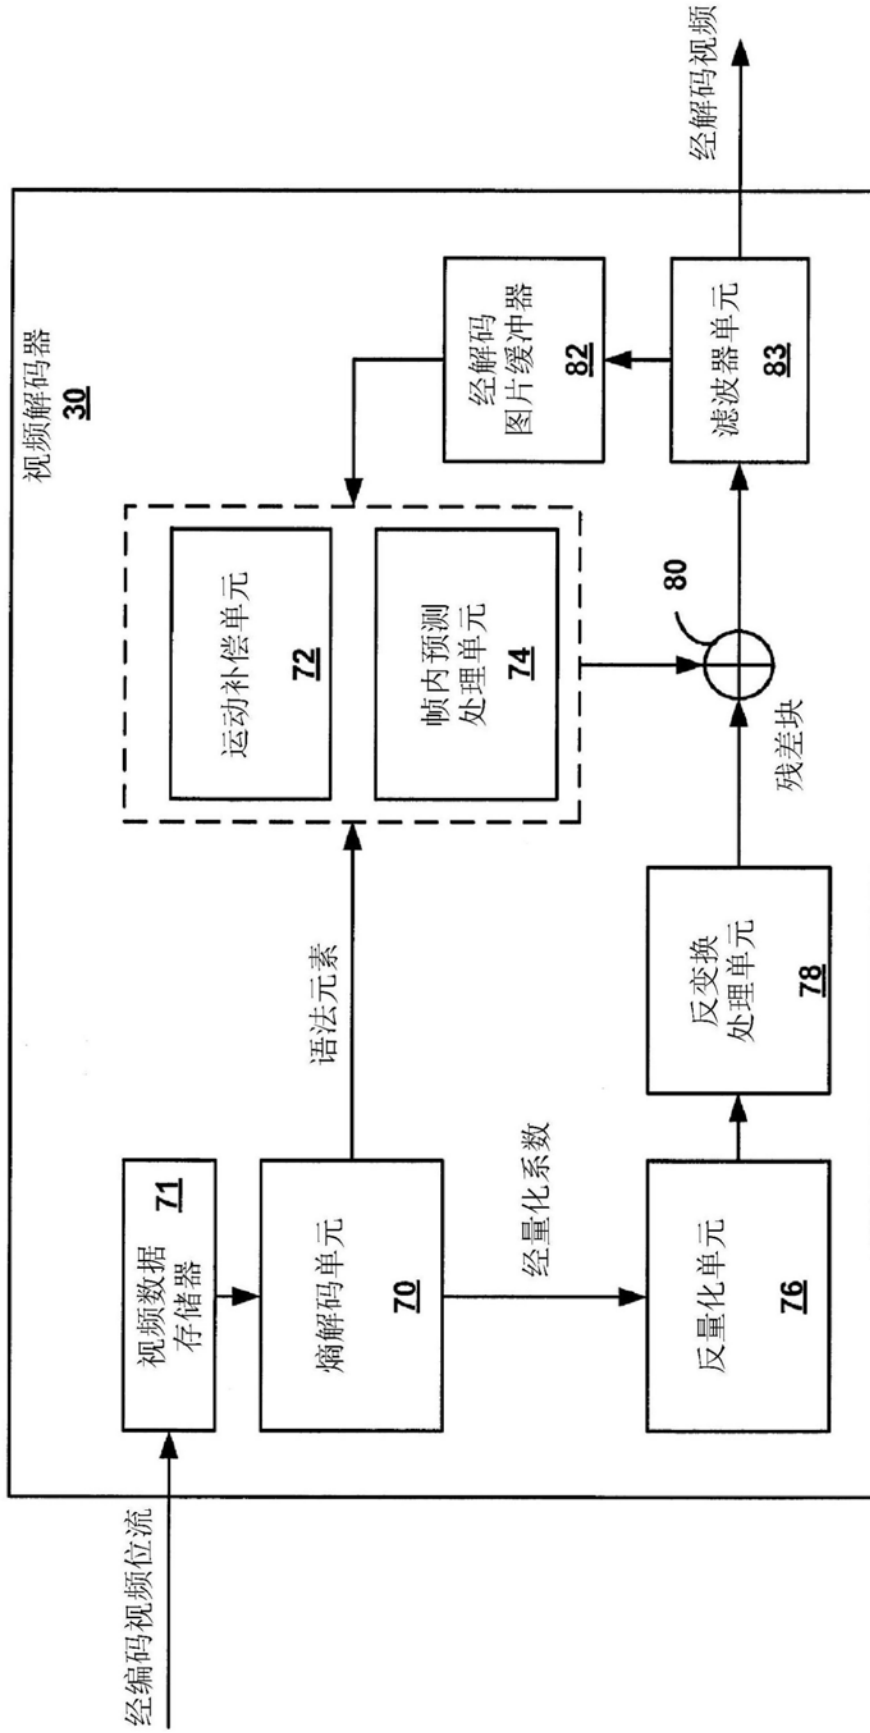 视频解码器
30
经编码视频位流
视频数据
存储器
71
熵解码单元
70
语法元素
运动补偿单元
72
帧内预测
处理单元
74
经解码
图片缓冲器
82
经解码视频
经量化系数
反量化单元
76
反变换
处理单元
78
残差块
80
滤波器单元
83